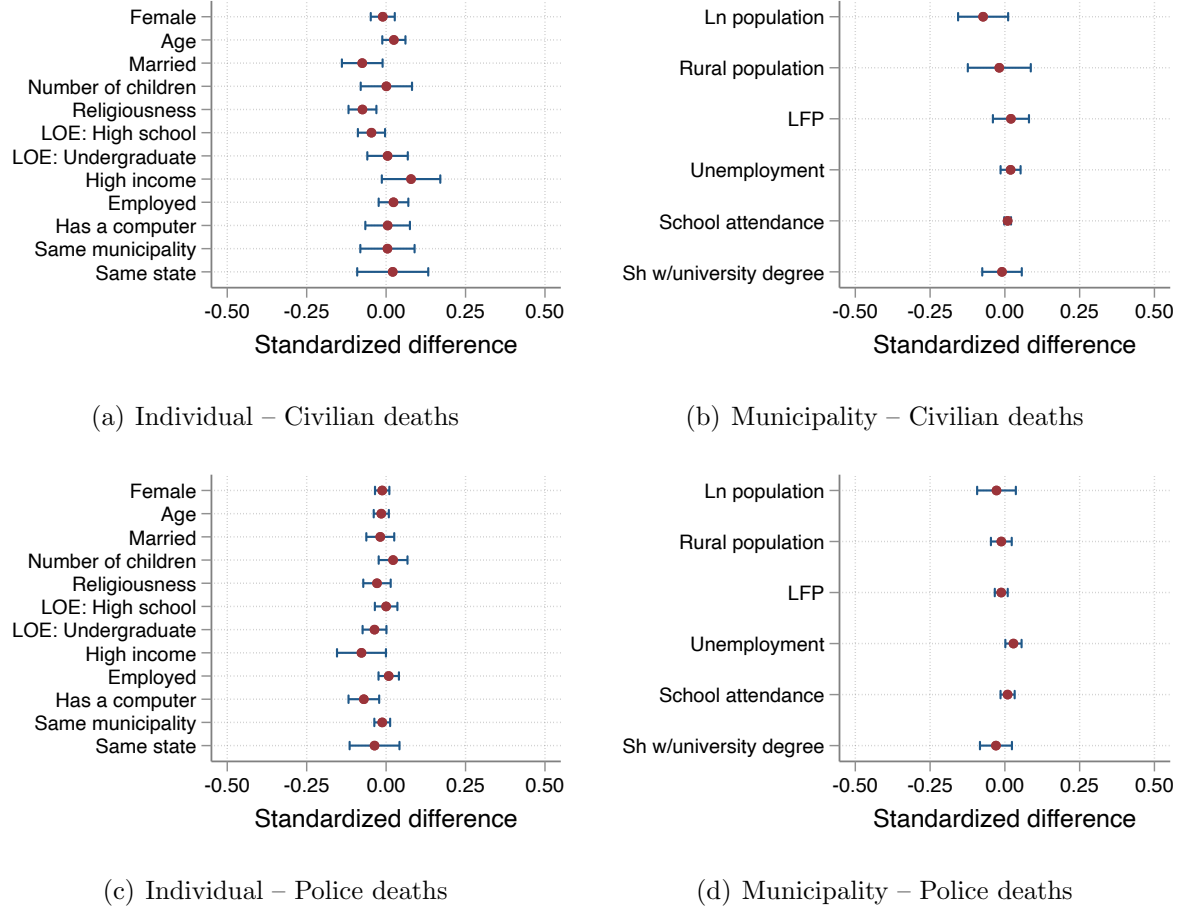 Female
Age
Married
Number of children
Religiousness
LOE: High school
LOE: Undergraduate
High income
Employed
Has a computer
Same municipality
Same state
-0.50 -0.25 0.00 0.25 0.50
Standardized difference
(a) Individual – Civilian deaths
Ln population
Rural population
LFP
Unemployment
School attendance
Sh w/university degree
-0.50 -0.25 0.00 0.25 0.50
Standardized difference
(b) Municipality – Civilian deaths
Female
Age
Married
Number of children
Religiousness
LOE: High school
LOE: Undergraduate
High income
Employed
Has a computer
Same municipality
Same state
-0.50 -0.25 0.00 0.25 0.50
Standardized difference
(c) Individual – Police deaths
Ln population
Rural population
LFP
Unemployment
School attendance
Sh w/university degree
-0.50 -0.25 0.00 0.25 0.50
Standardized difference
(d) Municipality – Police deaths